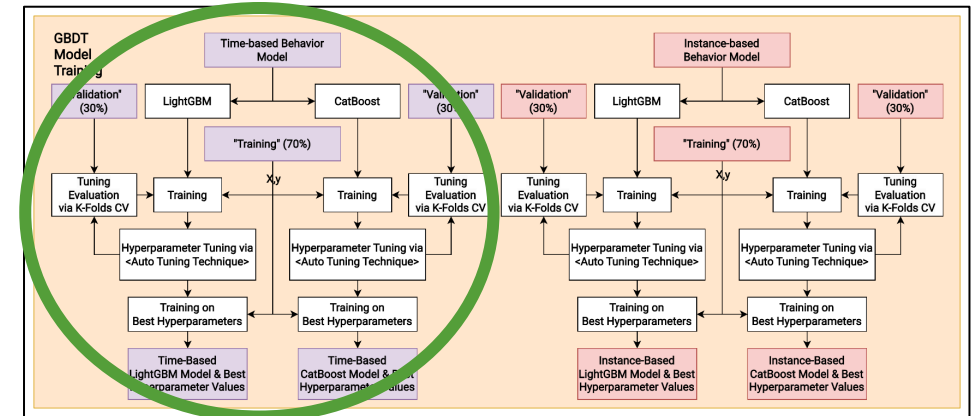 GBDT
Model
Training
Time-based Behavior
Model
Instance-based
Behavior Model
"Validation"
(30%)
LightGBM
CatBoost
"Validation"
(30%)
"Validation"
(30%)
LightGBM
CatBoost
"Validation"
(30%)
"Training" (70%)
"Training" (70%)
X,y
X,y
Tuning
Evaluation
via K-Folds CV
Training
Training
Tuning
Evaluation
via K-Folds CV
Tuning
Evaluation
via K-Folds CV
Training
Training
Tuning
Evaluation
via K-Folds CV
Hyperparameter Tuning via
<Auto Tuning Technique>
Hyperparameter Tuning via
<Auto Tuning Technique>
Hyperparameter Tuning via
<Auto Tuning Technique>
Hyperparameter Tuning via
<Auto Tuning Technique>
Training on
Best Hyperparameters
Training on
Best Hyperparameters
Training on
Best Hyperparameters
Training on
Best Hyperparameters
Time-Based
LightGBM Model & Best
Hyperparameter Values
Time-Based
CatBoost Model & Best
Hyperparameter Values
Instance-Based
LightGBM Model & Best
Hyperparameter Values
Instance-Based
CatBoost Model & Best
Hyperparameter Values